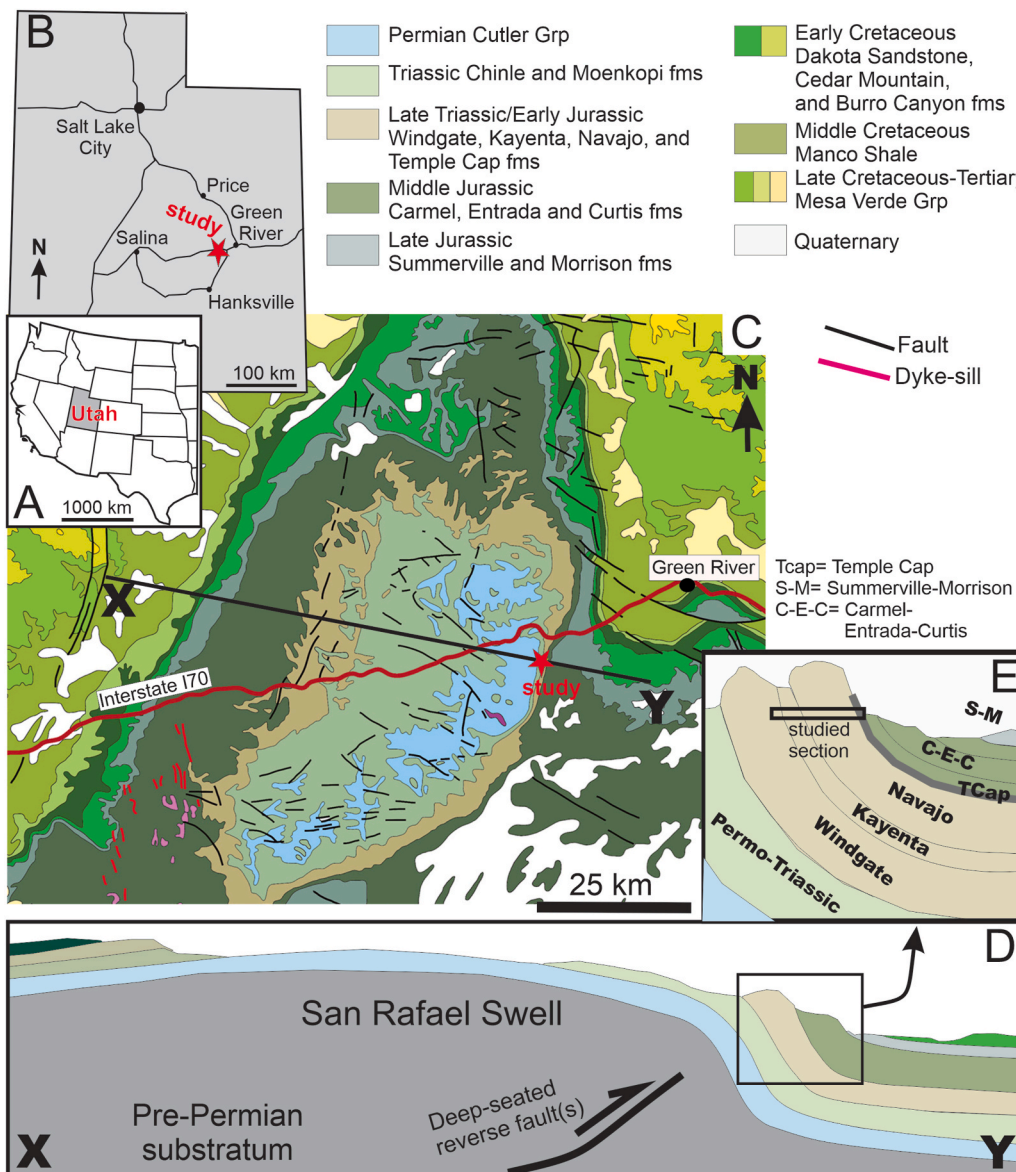 B
Salt Lake
City
Price
study
Green
River
Salina
N
Hanksville
100 km
Permian Cutler Grp
Triassic Chinle and Moenkopi fms
Late Triassic/Early Jurassic
Windgate, Kayenta, Navajo, and
Temple Cap fms
Middle Jurassic
Carmel, Entrada and Curtis fms
Late Jurassic
Summerville and Morrison fms
Early Cretaceous
Dakota Sandstone,
Cedar Mountain,
and Burro Canyon fms
Middle Cretaceous
Manco Shale
Late Cretaceous-Tertiary
Mesa Verde Grp
Quaternary
Fault
Dyke-sill
Utah
A
1000 km
C
N
X
Green River
Interstate I70
study
Y
25 km
Tcap= Temple Cap
S-M= Summerville-Morrison
C-E-C= Carmel-
Entrada-Curtis
E
S-M
studied
section
C-E-C
TCap
Navajo
Kayenta
Windgate
Permo-Triassic
D
San Rafael Swell
Deep-seated
reverse fault(s)
Pre-Permian
substratum
X
Y